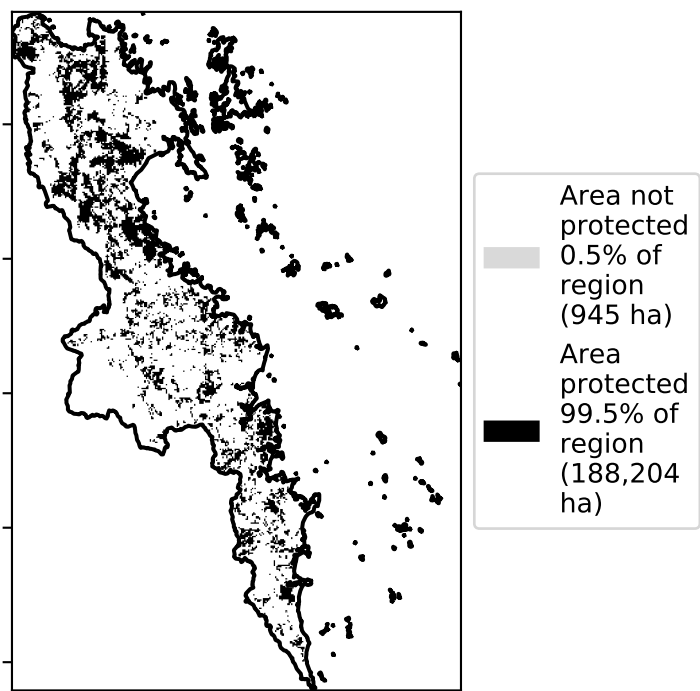 Area not
protected
0.5% of
region
(945 ha)
Area
protected
99.5% of
region
(188,204
ha)